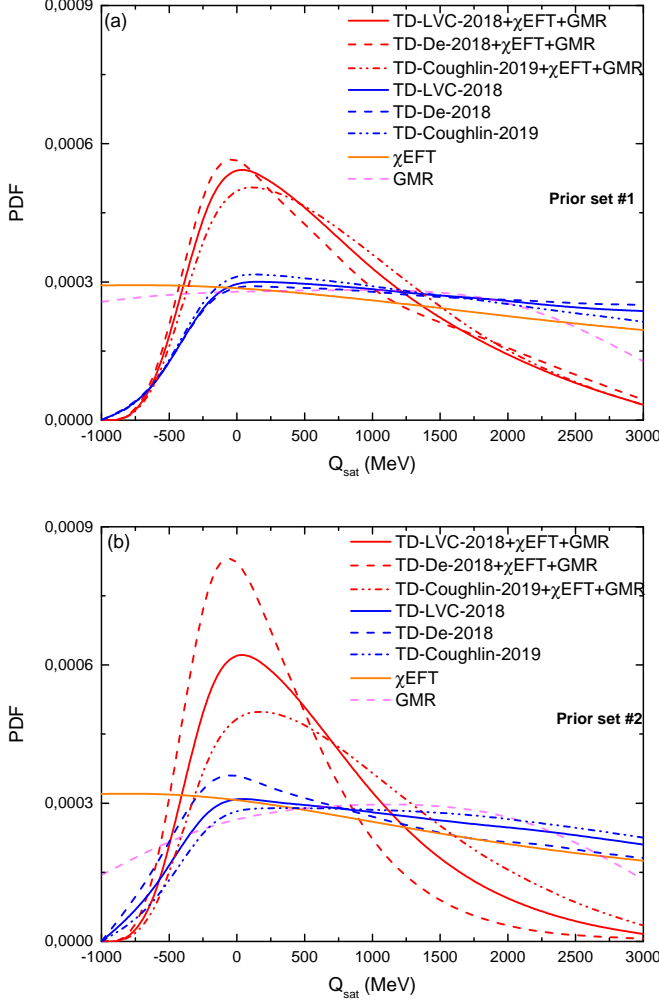 0,0009
(a)
TD-LVC-2018+χEFT+GMR
TD-De-2018+χEFT+GMR
TD-Coughlin-2019+χEFT+GMR
TD-LVC-2018
TD-De-2018
TD-Coughlin-2019
χEFT
GMR
0,0006
Prior set #1
PDF
0,0003
0,0000
-1000 -500 0 500 1000 1500 2000 2500 3000
Qsat (MeV)
0,0009
(b)
TD-LVC-2018+χEFT+GMR
TD-De-2018+χEFT+GMR
TD-Coughlin-2019+χEFT+GMR
TD-LVC-2018
TD-De-2018
TD-Coughlin-2019
χEFT
GMR
0,0006
Prior set #2
PDF
0,0003
0,0000
-1000 -500 0 500 1000 1500 2000 2500 3000
Qsat (MeV)